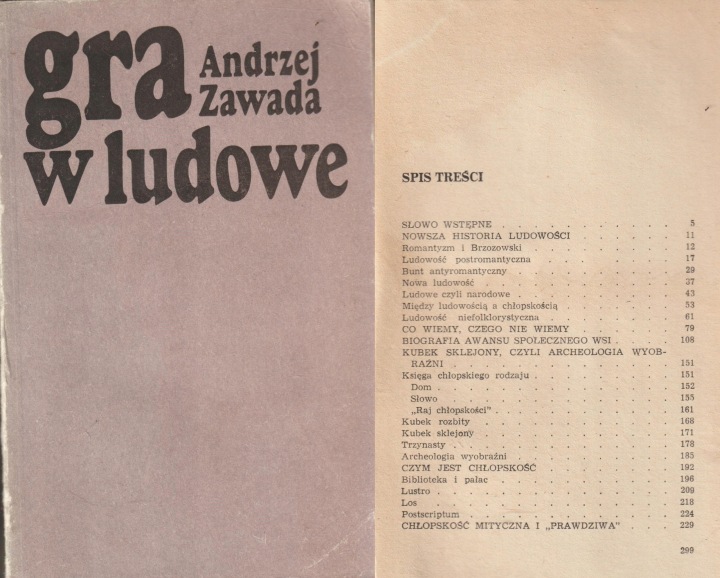 gra
Andrzej
Zawada
w ludowe
SPIS TREŚCI
SŁOWO WSTĘPNE . . . . . . . . 5
NOWSZA HISTORIA LUDOWOŚCI . . . . . 11
Romantyzm i Brzozowski . . . . . . . 12
Ludowość postromantyczna . . . . . . 17
Bunt antyromantyczny . . . . . . . 29
Nowa ludowość . . . . . . . . . 37
Ludowe czyli narodowe . . . . . . . 43
Między ludowością a chłopskością . . . . . 53
Ludowość niefolklorystyczna . . . . . . 61
CO WIEMY, CZEGO NIE WIEMY . . . . . 79
BIOGRAFIA AWANSU SPOŁECZNEGO WSI . . . 108
KUBEK SKLEJONY, CZYLI ARCHEOLOGIA WYOB-
RAŹNI . . . . . . . . . . 151
Księga chłopskiego rodzaju . . . . . . 151
Dom . . . . . . . . . . 152
Słowo . . . . . . . . . . 155
„Raj chłopskości" . . . . . . . . 161
Kubek rozbity . . . . . . . . . 168
Kubek sklejony . . . . . . . . . 171
Trzynasty . . . . . . . . . . 178
Archeologia wyobraźni . . . . . . . 185
CZYM JEST CHŁOPSKOŚĆ . . . . . . 192
Biblioteka i pałac . . . . . . . . 196
Lustro . . . . . . . . . . . 209
Los . . . . . . . . . . . 218
Postscriptum . . . . . . . . . 224
CHŁOPSKOŚĆ MITYCZNA I „PRAWDZIWA" . . . 229
299